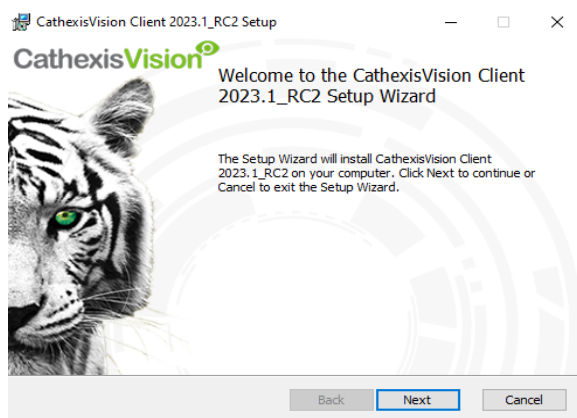 CathexisVision Client 2023.1_RC2 Setup
CathexisVision
Welcome to the CathexisVision Client
2023.1_RC2 Setup Wizard
The Setup Wizard will install CathexisVision Client
2023.1_RC2 on your computer. Click Next to continue or
Cancel to exit the Setup Wizard.
Back Next Cancel